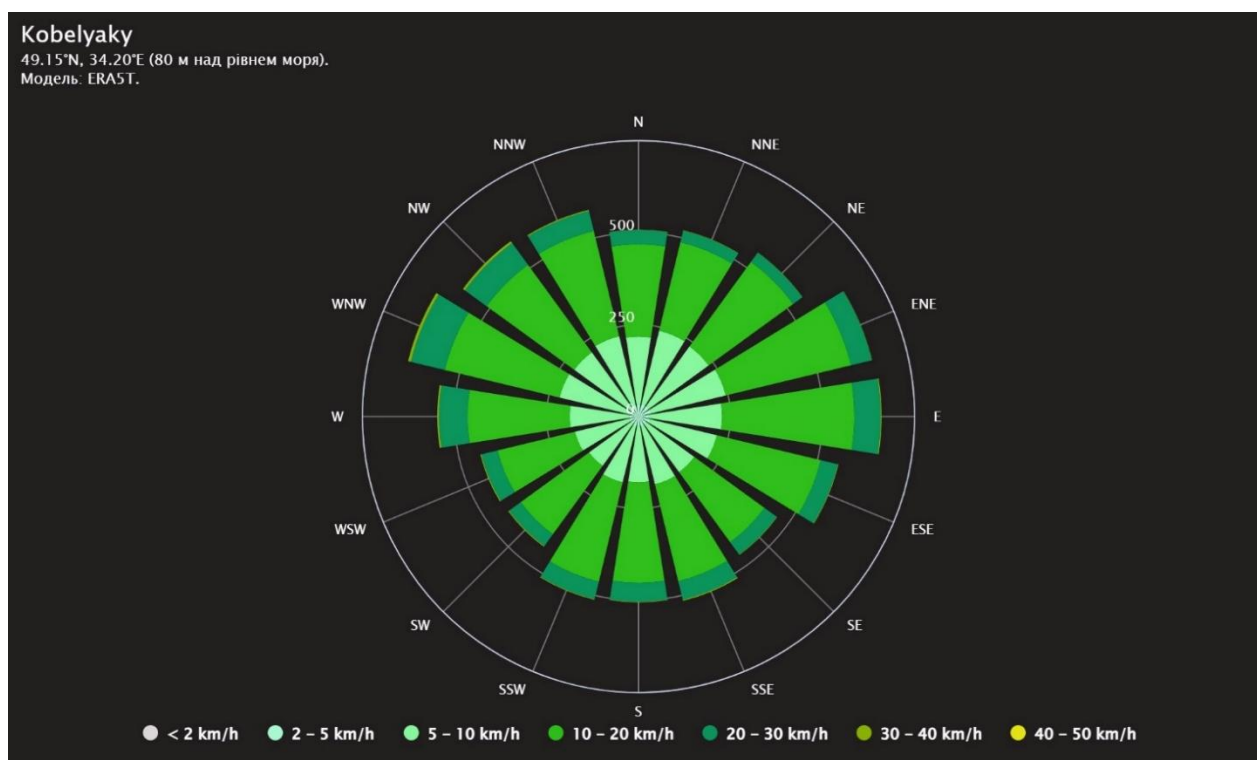 Kobelyaky
49.15°N, 34.20°E (80 м над рівнем моря).
Модель: ERA5T.
N
NNW
NNE
NW
NE
500
WNW
ENE
250
0
W
E
WSW
ESE
SW
SE
SSW
SSE
S
< 2 km/h
2 – 5 km/h
5 – 10 km/h
10 – 20 km/h
20 – 30 km/h
30 – 40 km/h
40 – 50 km/h